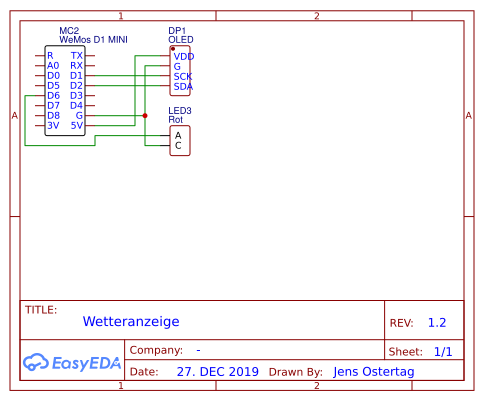 1 2
MC2
WeMos D1 MINI
R TX
A0 RX
D0 D1
D5 D2
D6 D3
D7 D4
D8 G
3V 5V
DP1
OLED
VDD
G
SCK
SDA
LED3
Rot
A
C
A A
TITLE:
Wetteranzeige
REV: 1.2
EasyEDA
Company: -
Sheet: 1/1
Date: 27. DEC 2019 Drawn By: Jens Ostertag
1 2